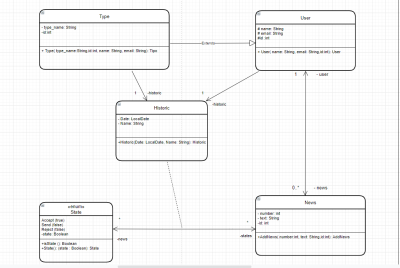 Type
- type_name: String
-id:int
+ Type( type_name String,id:int, name: String; email: String): Tipo
Extends
User
# name: String
# email: String
#id: int
+ User( name: String; email: String,id:int): User
1
-historic
1
-historic
1
- user
Historic
- Date: LocalDate
- Name: String
+Historic(Date: LocalDate, Name: String): Historic
0..*
- news
State
Accept (true)
Send (false)
Reject (false)
-state: Boolean
+isState (): Boolean
+State(): (state: Boolean): State
*
-news
*
-states
News
- number: int
- text: String
-id: int
+AddNews( number:int; text: String,id:int): AddNews